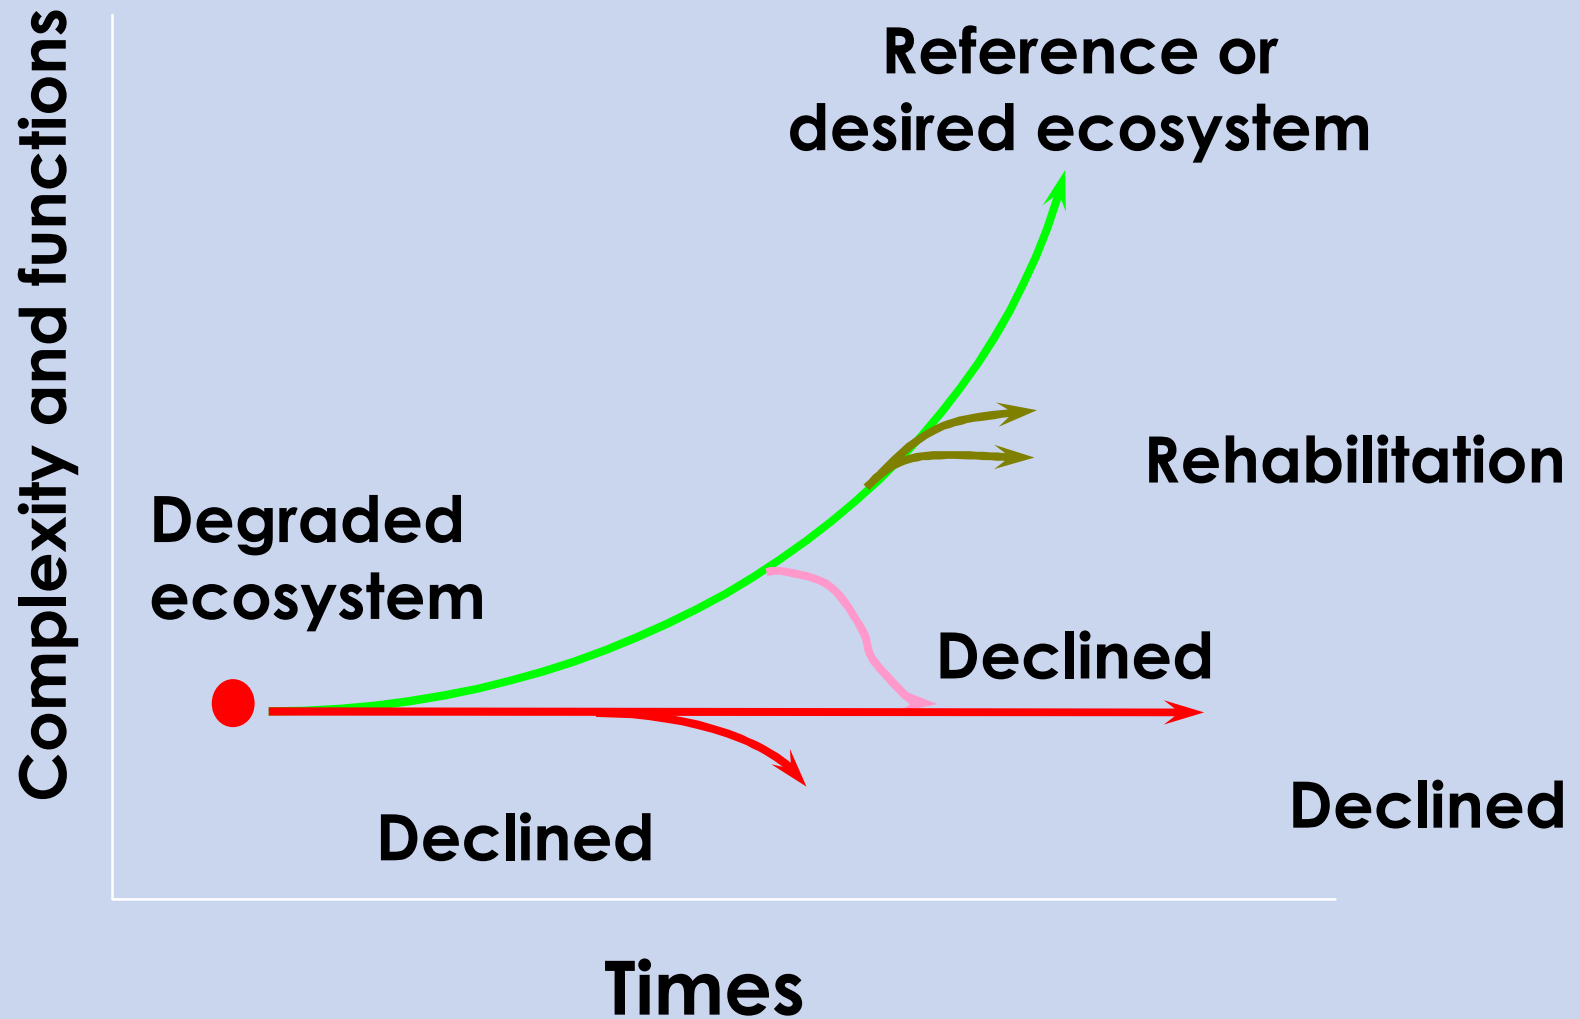 Complexity and functions
Reference or
desired ecosystem
Rehabilitation
Degraded
ecosystem
Declined
Declined
Declined
Times